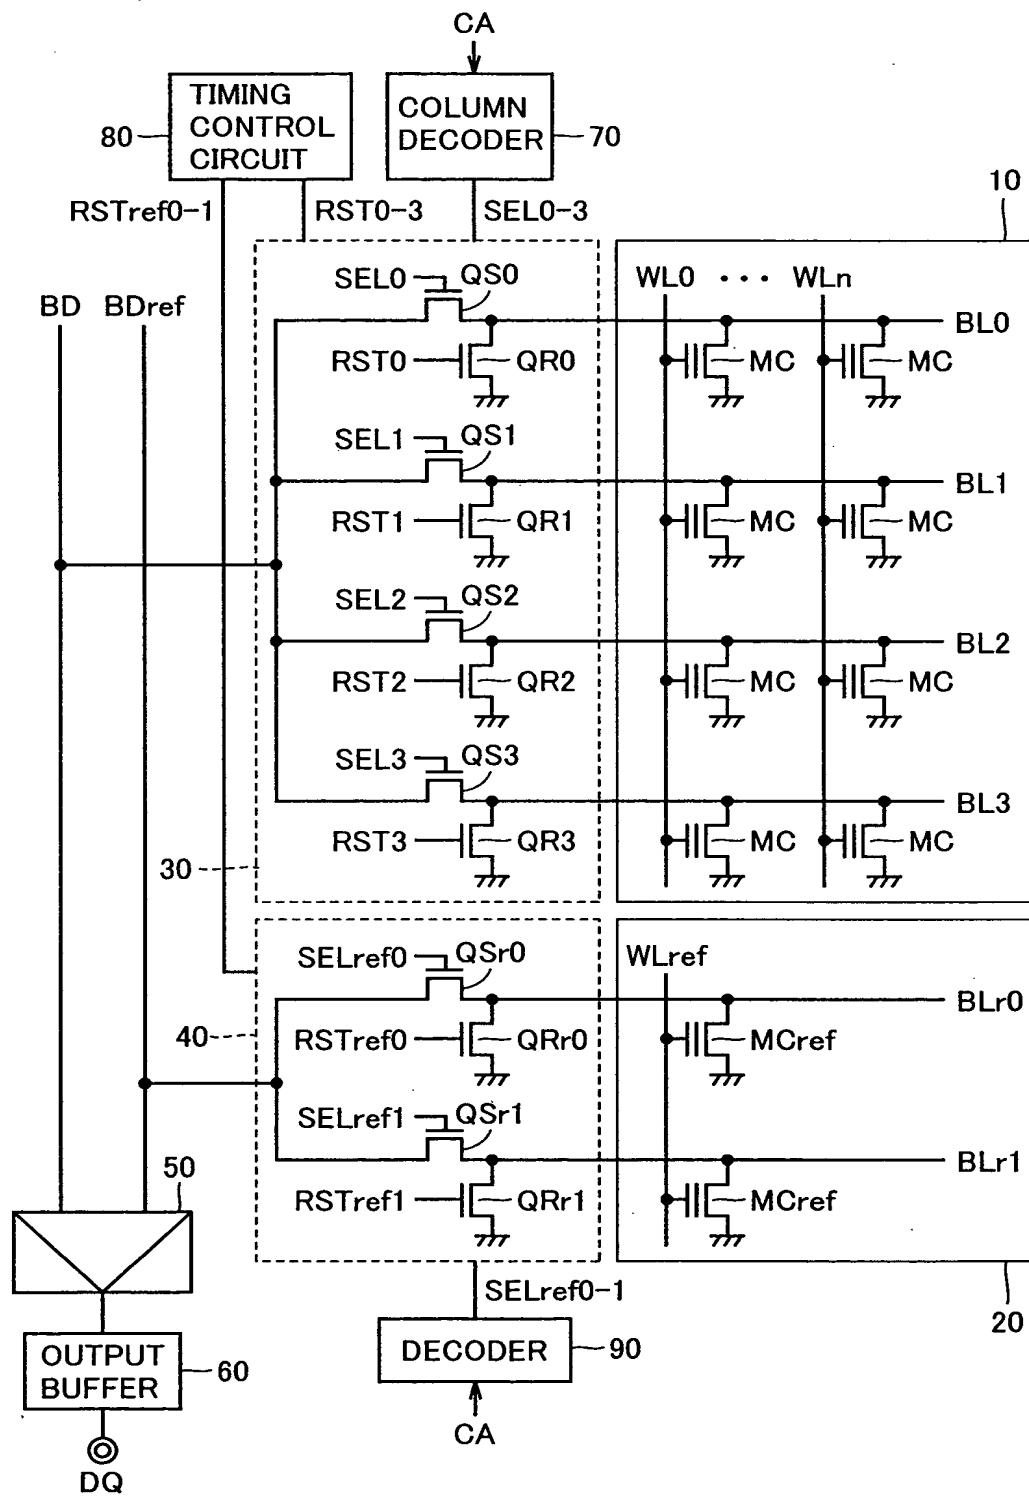 CA
TIMING
CONTROL
CIRCUIT
80
COLUMN
DECODER
70
10
RSTref0-1
RST0-3
SEL0-3
BD
BDref
SEL0
QS0
WL0 • • • WLn
BL0
RST0
QR0
MC
MC
SEL1
QS1
BL1
RST1
QR1
MC
MC
SEL2
QS2
BL2
RST2
QR2
MC
MC
SEL3
QS3
BL3
RST3
QR3
MC
MC
30
SELref0
QSr0
WLref
BLr0
40
RSTref0
QRr0
MCref
SELref1
QSr1
BLr1
50
RSTref1
QRr1
MCref
SELref0-1
20
OUTPUT
BUFFER
60
DECODER
90
CA
DQ